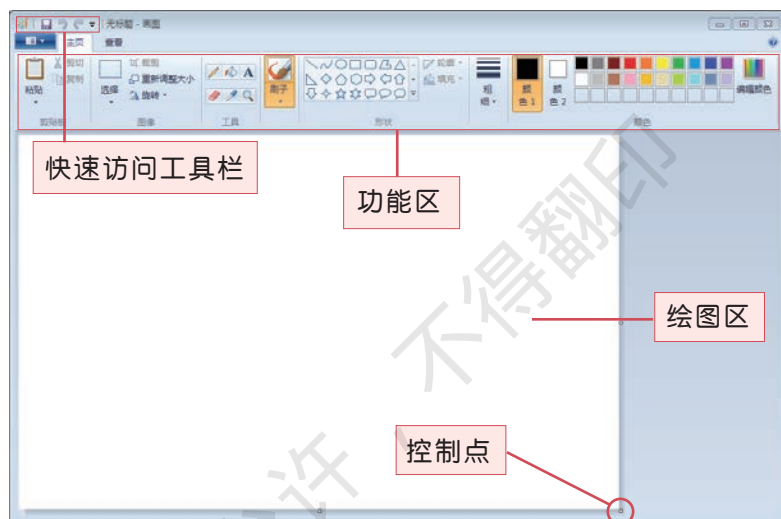 无标题 - 画图
主页 查看
剪切
复制
粘贴
剪贴板
选择
裁剪
重新调整大小
旋转
图像
工具
刷子
轮廓
填充
形状
粗细
颜色 1
颜色 2
编辑颜色
颜色
快速访问工具栏
功能区
绘图区
控制点
许,不得翻印